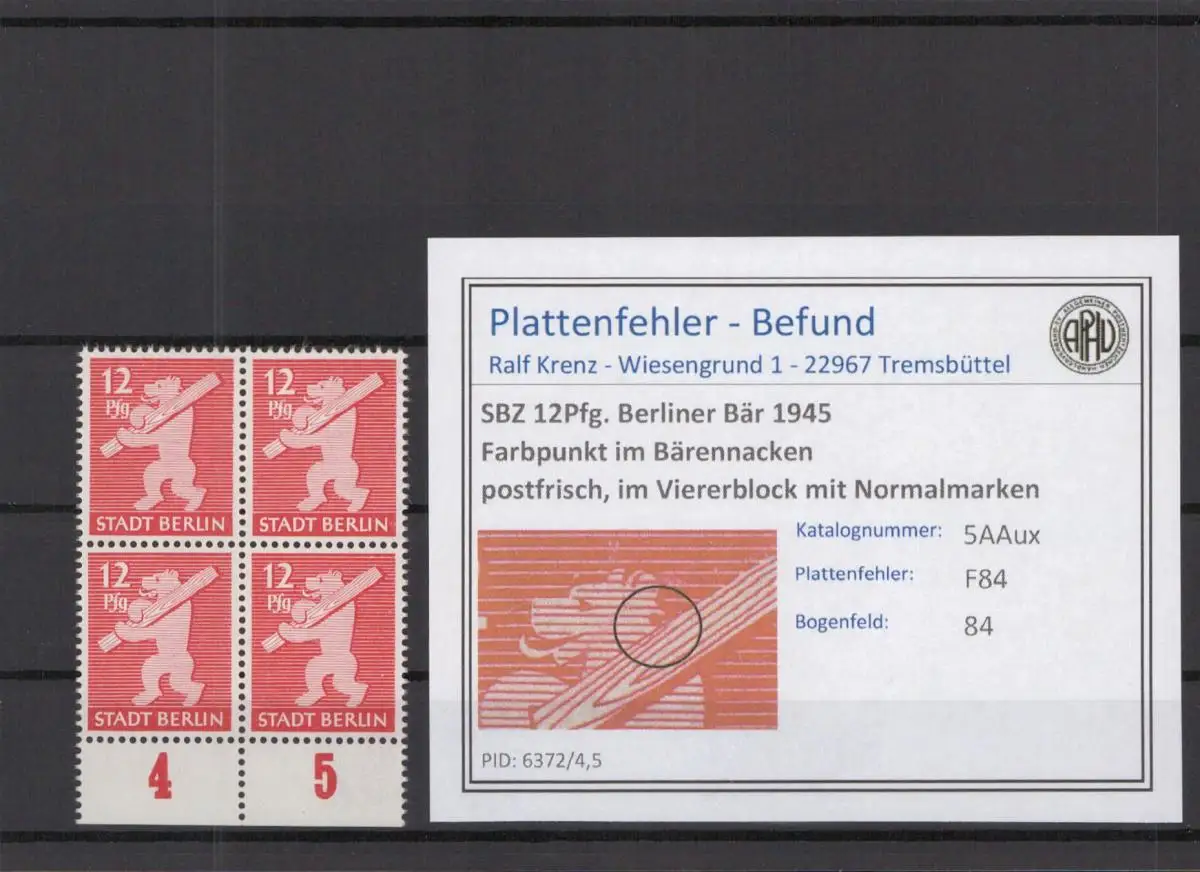 12
Pfg
STADT BERLIN
12
Pfg
STADT BERLIN
12
Pfg
STADT BERLIN
12
Pfg
STADT BERLIN
4
5
Plattenfehler - Befund
Ralf Krenz - Wiesengrund 1 - 22967 Tremsbüttel
APHV
SBZ 12Pfg. Berliner Bär 1945
Farbpunkt im Bärennacken
postfrisch, im Viererblock mit Normalmarken
Katalognummer: 5AAux
Plattenfehler: F84
Bogenfeld: 84
PID: 6372/4,5